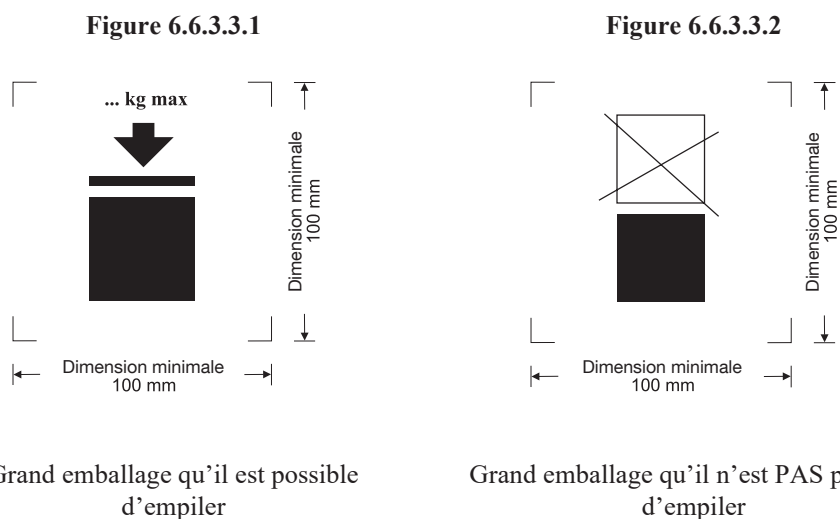 Figure 6.6.3.3.1
... kg max
Dimension minimale
100 mm
Dimension minimale
100 mm
Grand emballage qu'il est possible
d'empiler
Figure 6.6.3.3.2
Dimension minimale
100 mm
Dimension minimale
100 mm
Grand emballage qu'il n'est PAS
d'empiler